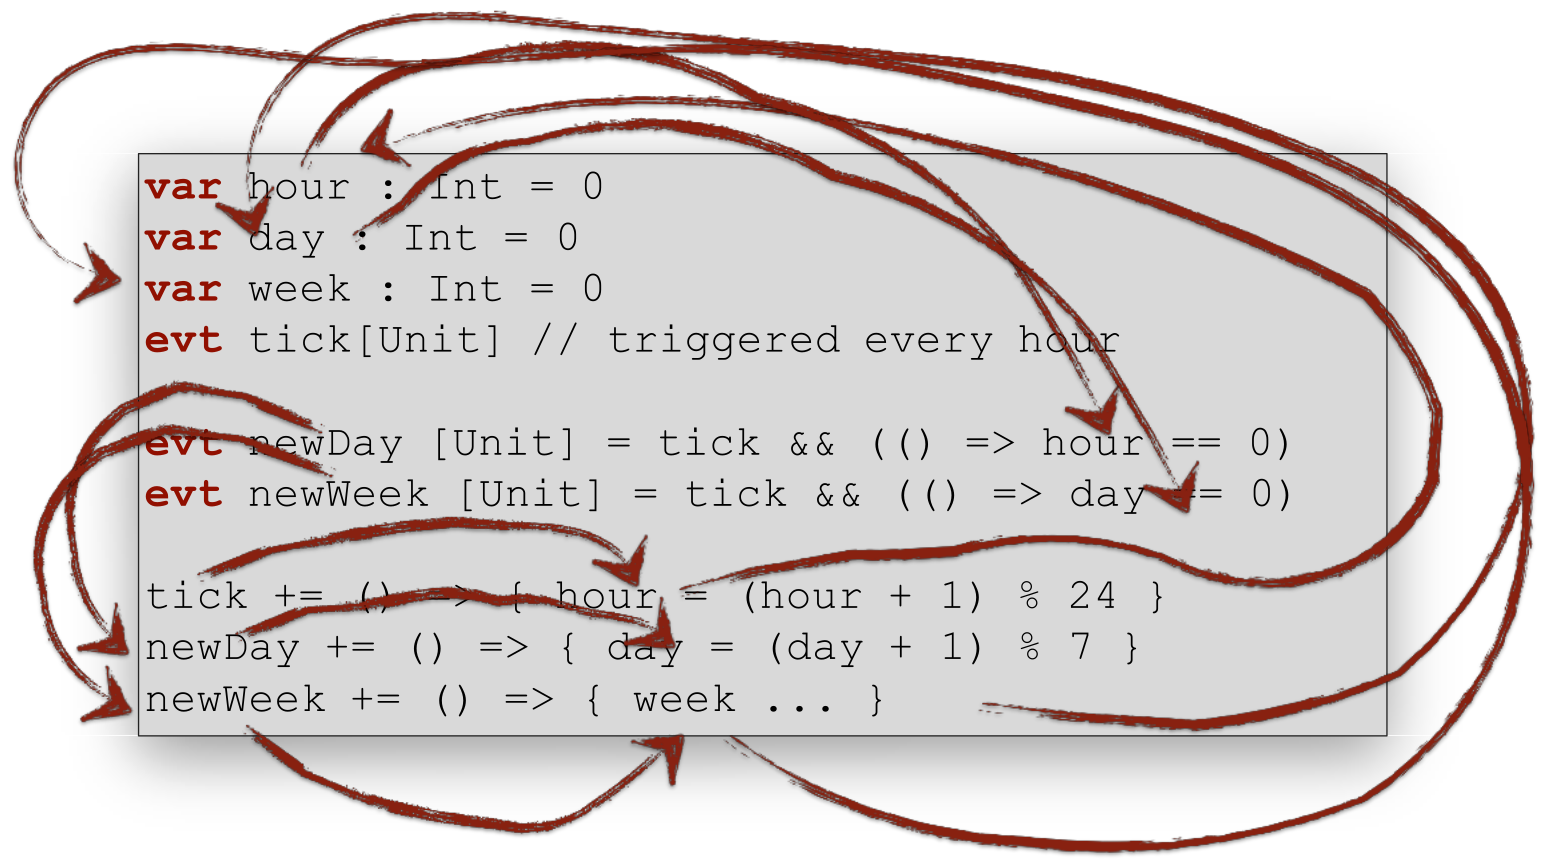 var hour : Int = 0
var day : Int = 0
var week : Int = 0
evt tick[Unit] // triggered every hour
evt newDay [Unit] = tick && (() => hour == 0)
evt newWeek [Unit] = tick && (() => day == 0)
tick += () => { hour = (hour + 1) % 24 }
newDay += () => { day = (day + 1) % 7 }
newWeek += () => { week ... }